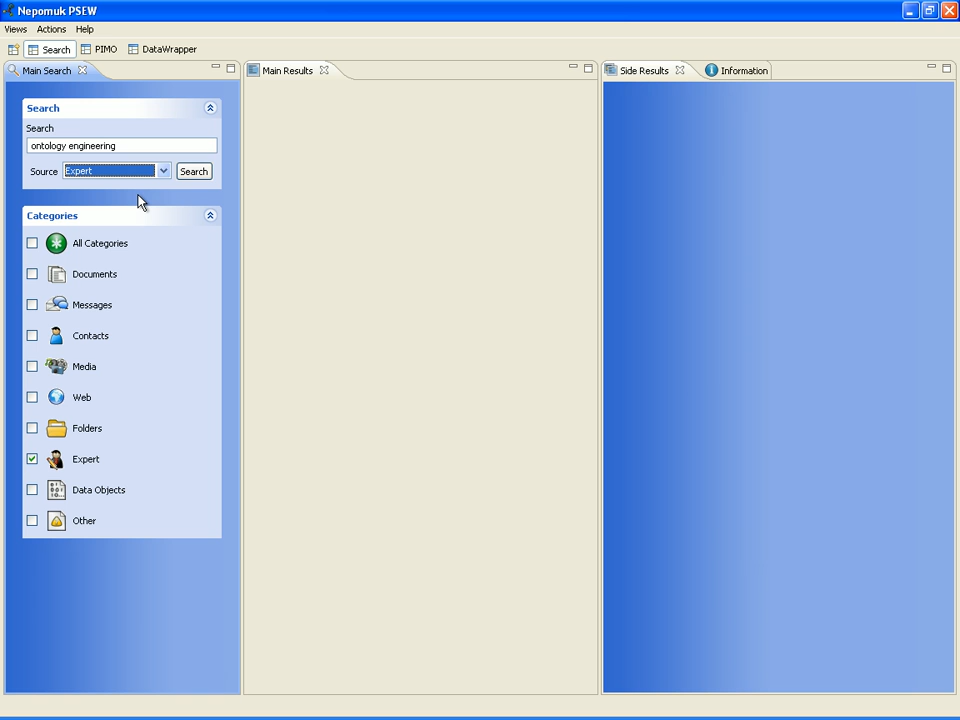 Nepomuk PSEW
Views Actions Help
Search PIMO DataWrapper
Main Search Main Results Side Results Information
Search
Search
ontology engineering
Source Expert Search
Categories
All Categories
Documents
Messages
Contacts
Media
Web
Folders
Expert
Data Objects
Other